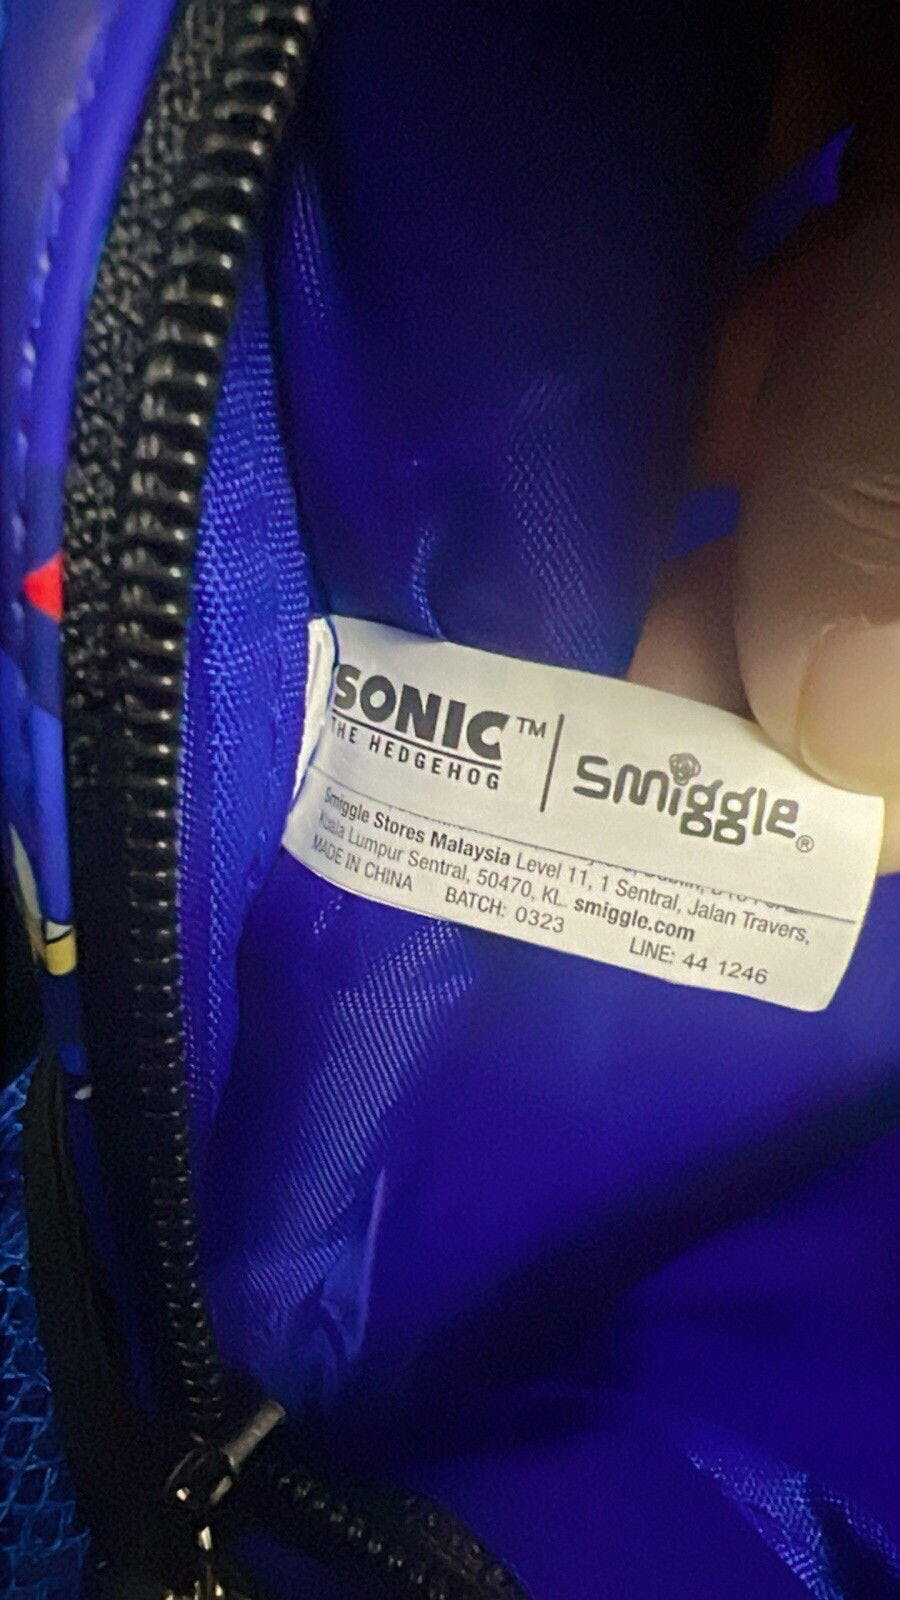 SONIC™ | smiggle®
THE HEDGEHOG
Smiggle Stores Malaysia Level 11, 1 Sentral, Jalan Travers,
Kuala Lumpur Sentral, 50470, KL. smiggle.com
MADE IN CHINA BATCH: 0323 LINE: 44 1246